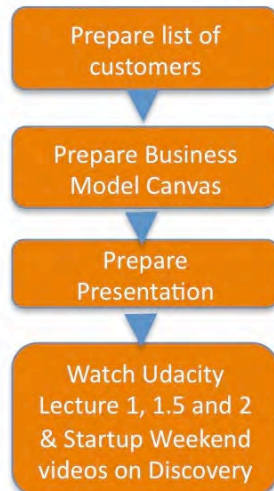 Prepare list of
customers
Prepare Business
Model Canvas
Prepare
Presentation
Watch Udacity
Lecture 1, 1.5 and 2
& Startup Weekend
videos on Discovery